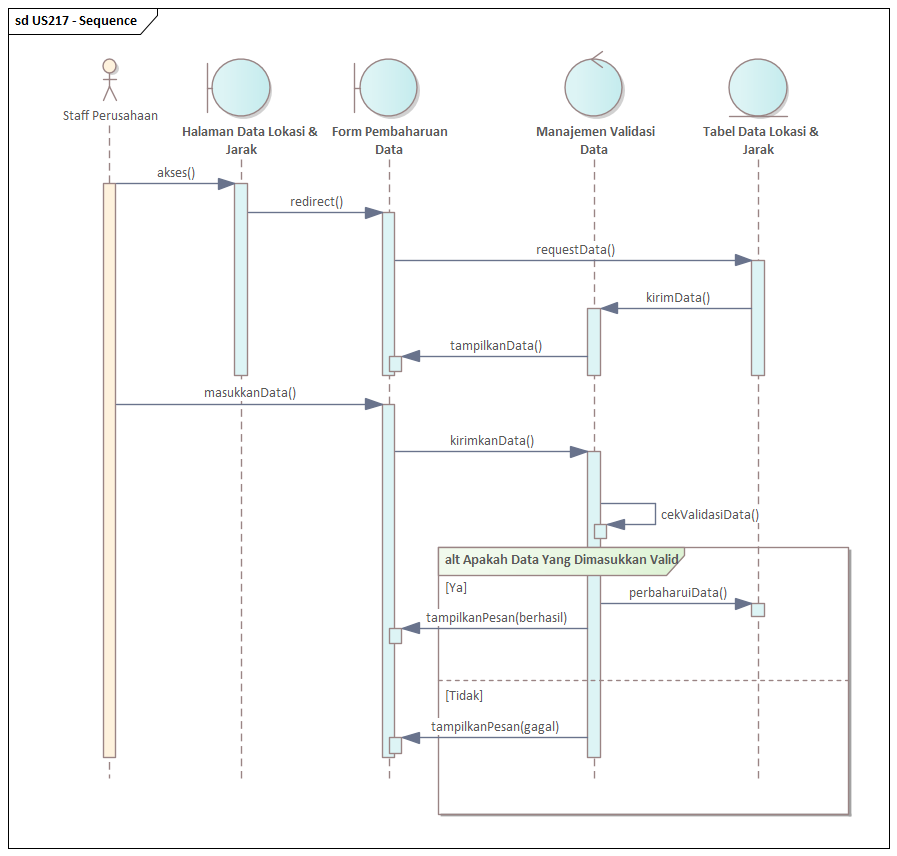 sd US217 - Sequence
Staff Perusahaan
Halaman Data Lokasi &
Jarak
Form Pembaharuan
Data
Manajemen Validasi
Data
Tabel Data Lokasi &
Jarak
akses()
redirect()
requestData()
kirimData()
tampilkanData()
masukkanData()
kirimkanData()
cekValidasiData()
alt Apakah Data Yang Dimasukkan Valid
[Ya]
perbaharuiData()
tampilkanPesan(berhasil)
[Tidak]
tampilkanPesan(gagal)